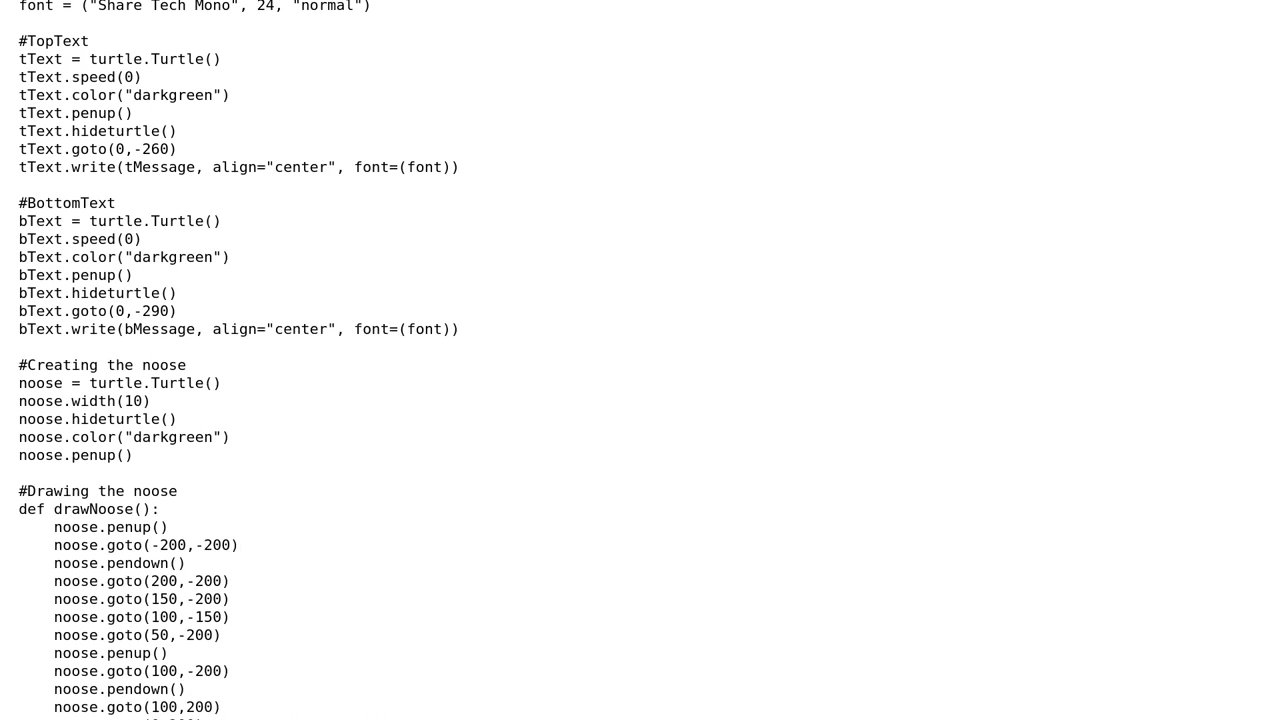 font = ("Share Tech Mono", 24, "normal")
#TopText
tText = turtle.Turtle()
tText.speed(0)
tText.color("darkgreen")
tText.penup()
tText.hideturtle()
tText.goto(0,-260)
tText.write(tMessage, align="center", font=(font))
#BottomText
bText = turtle.Turtle()
bText.speed(0)
bText.color("darkgreen")
bText.penup()
bText.hideturtle()
bText.goto(0,-290)
bText.write(bMessage, align="center", font=(font))
#Creating the noose
noose = turtle.Turtle()
noose.width(10)
noose.hideturtle()
noose.color("darkgreen")
noose.penup()
#Drawing the noose
def drawNoose():
    noose.penup()
    noose.goto(-200,-200)
    noose.pendown()
    noose.goto(200,-200)
    noose.goto(150,-200)
    noose.goto(100,-150)
    noose.goto(50,-200)
    noose.penup()
    noose.goto(100,-200)
    noose.pendown()
    noose.goto(100,200)